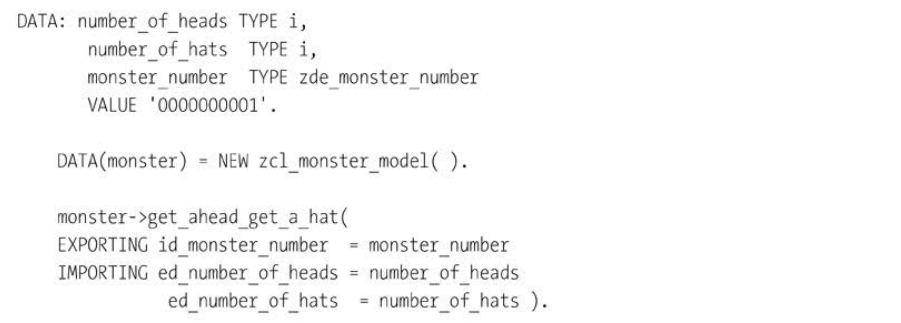 DATA: number_of_heads TYPE i,
number_of_hats TYPE i,
monster_number TYPE zde_monster_number
VALUE '0000000001'.
DATA(monster) = NEW zcl_monster_model( ).
monster->get_ahead_get_a_hat(
EXPORTING id_monster_number = monster_number
IMPORTING ed_number_of_heads = number_of_heads
ed_number_of_hats = number_of_hats ).